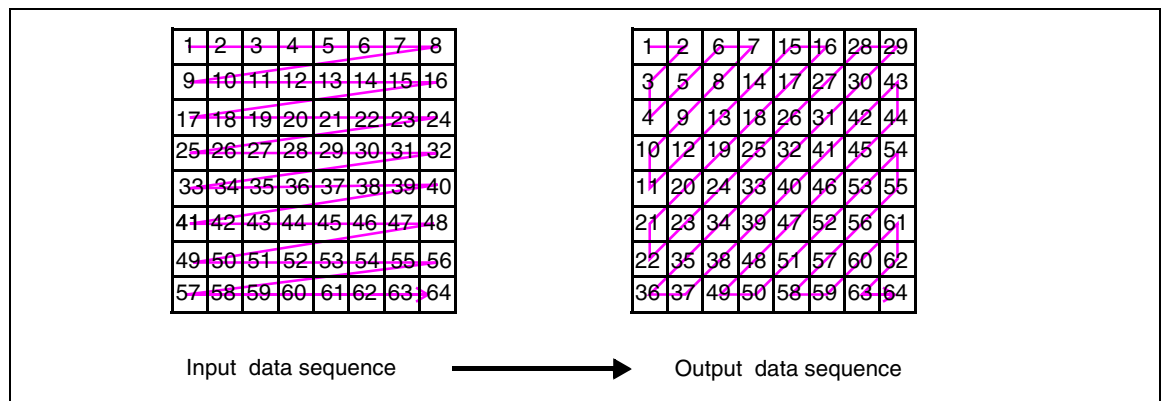 1 2 3 4 5 6 7 8
9 10 11 12 13 14 15 16
17 18 19 20 21 22 23 24
25 26 27 28 29 30 31 32
33 34 35 36 37 38 39 40
41 42 43 44 45 46 47 48
49 50 51 52 53 54 55 56
57 58 59 60 61 62 63 64
Input data sequence
1 2 6 7 15 16 28 29
3 5 8 14 17 27 30 43
4 9 13 18 26 31 42 44
10 12 19 25 32 41 45 54
11 20 24 33 40 46 53 55
21 23 34 39 47 52 56 61
22 35 38 48 51 57 60 62
36 37 49 50 58 59 63 64
Output data sequence